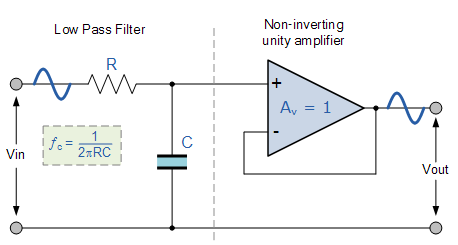 Low Pass Filter
Non-inverting
unity amplifier
R
+
Aᵥ = 1
-
fc = 1/2πRC
C
Vin
Vout